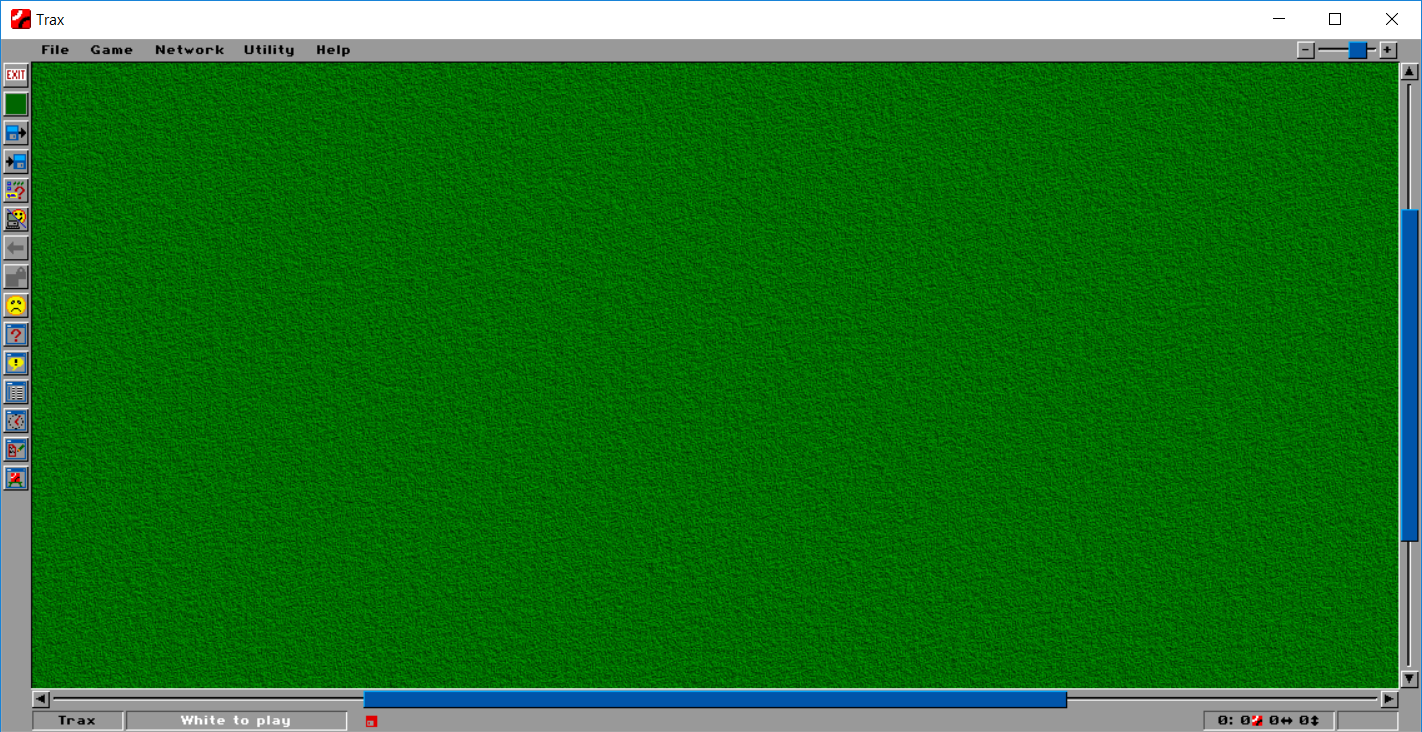 Trax
File Game Network Utility Help
- +
EXIT
?
?
!
Trax White to play 0: 0 0↔ 0↕